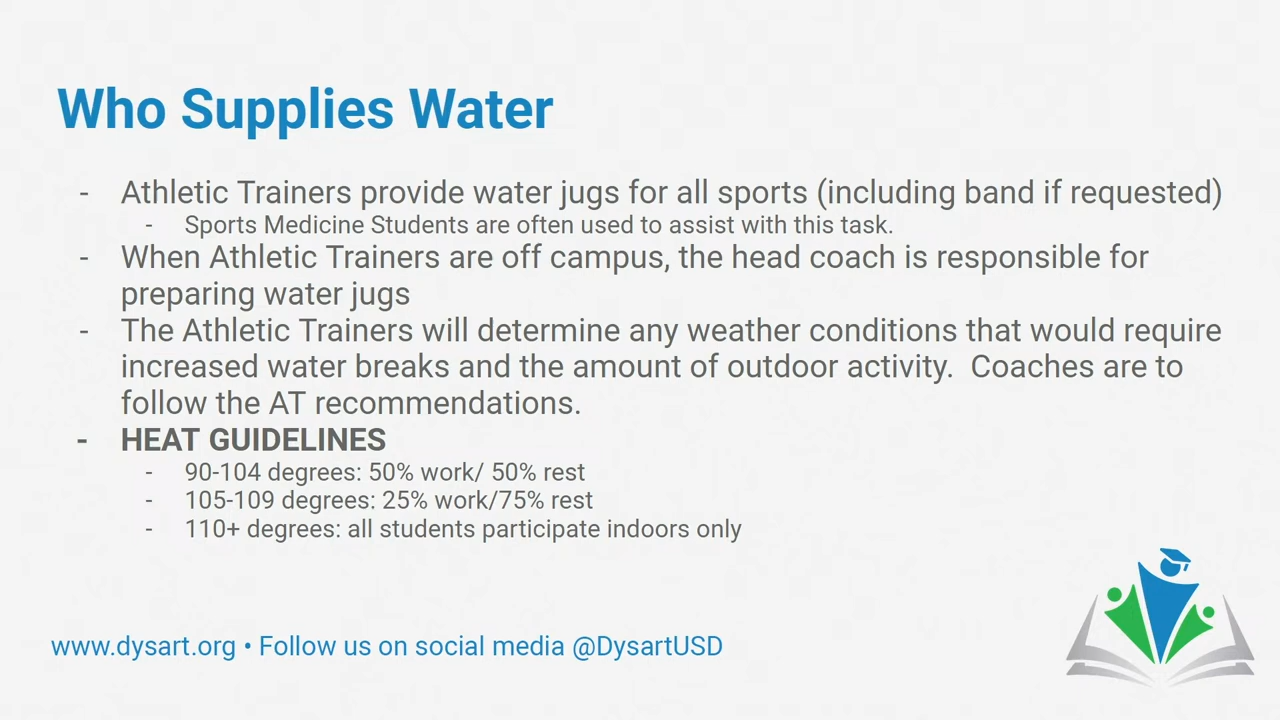 Who Supplies Water
- Athletic Trainers provide water jugs for all sports (including band if requested)
- Sports Medicine Students are often used to assist with this task.
- When Athletic Trainers are off campus, the head coach is responsible for
preparing water jugs
- The Athletic Trainers will determine any weather conditions that would require
increased water breaks and the amount of outdoor activity.  Coaches are to
follow the AT recommendations.
- HEAT GUIDELINES
- 90-104 degrees: 50% work/ 50% rest
- 105-109 degrees: 25% work/75% rest
- 110+ degrees: all students participate indoors only
www.dysart.org • Follow us on social media @DysartUSD